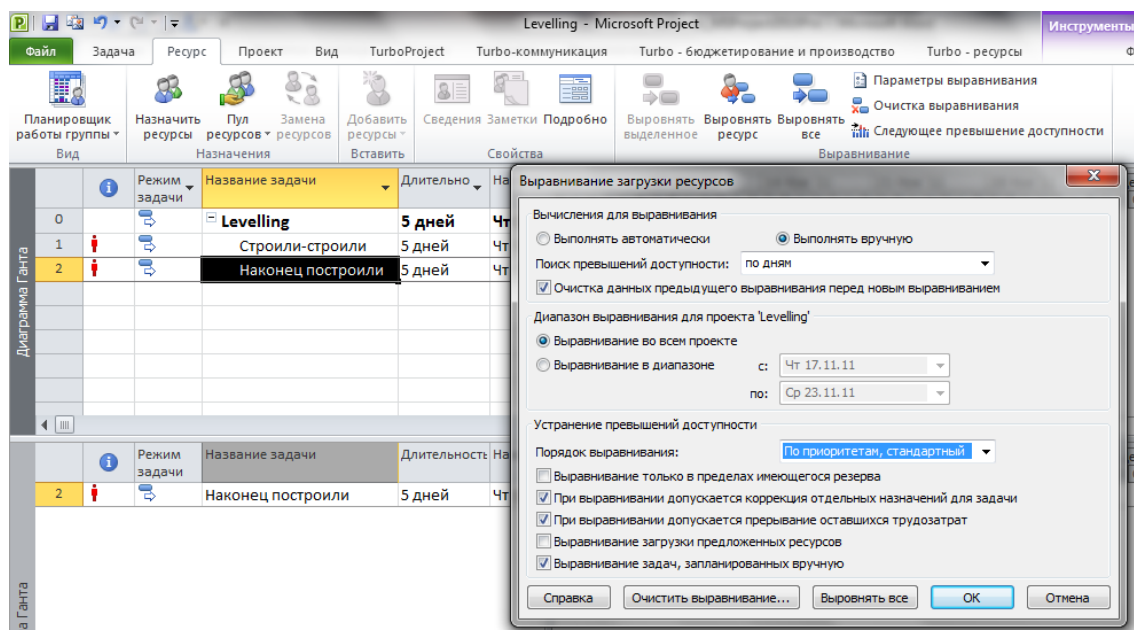 Levelling - Microsoft Project
Инструменты
Файл Задача Ресурс Проект Вид TurboProject Turbo-коммуникация Turbo - бюджетирование и производство Turbo - ресурсы Ф
Планировщик работы группы
Назначить ресурсы
Пул ресурсов
Замена ресурсов
Добавить ресурсы
Сведения Заметки Подробно
Выровнять выделенное
Выровнять ресурс
Выровнять все
Параметры выравнивания
Очистка выравнивания
Следующее превышение доступности
Вид Назначения Вставить Свойства Выравнивание
Режим задачи Название задачи Длительно На
0 Levelling 5 дней Чт
1 Строили-строили 5 дней Чт
2 Наконец построили 5 дней Чт
Диаграмма Ганта
Режим задачи Название задачи Длительность На
2 Наконец построили 5 дней Чт
а Ганта
Выравнивание загрузки ресурсов
Вычисления для выравнивания
Выполнять автоматически Выполнять вручную
Поиск превышений доступности: по дням
Очистка данных предыдущего выравнивания перед новым выравниванием
Диапазон выравнивания для проекта 'Levelling'
Выравнивание во всем проекте
Выравнивание в диапазоне с: Чт 17.11.11
по: Ср 23.11.11
Устранение превышений доступности
Порядок выравнивания: По приоритетам, стандартный
Выравнивание только в пределах имеющегося резерва
При выравнивании допускается коррекция отдельных назначений для задачи
При выравнивании допускается прерывание оставшихся трудозатрат
Выравнивание загрузки предложенных ресурсов
Выравнивание задач, запланированных вручную
Справка Очистить выравнивание... Выровнять все ОК Отмена